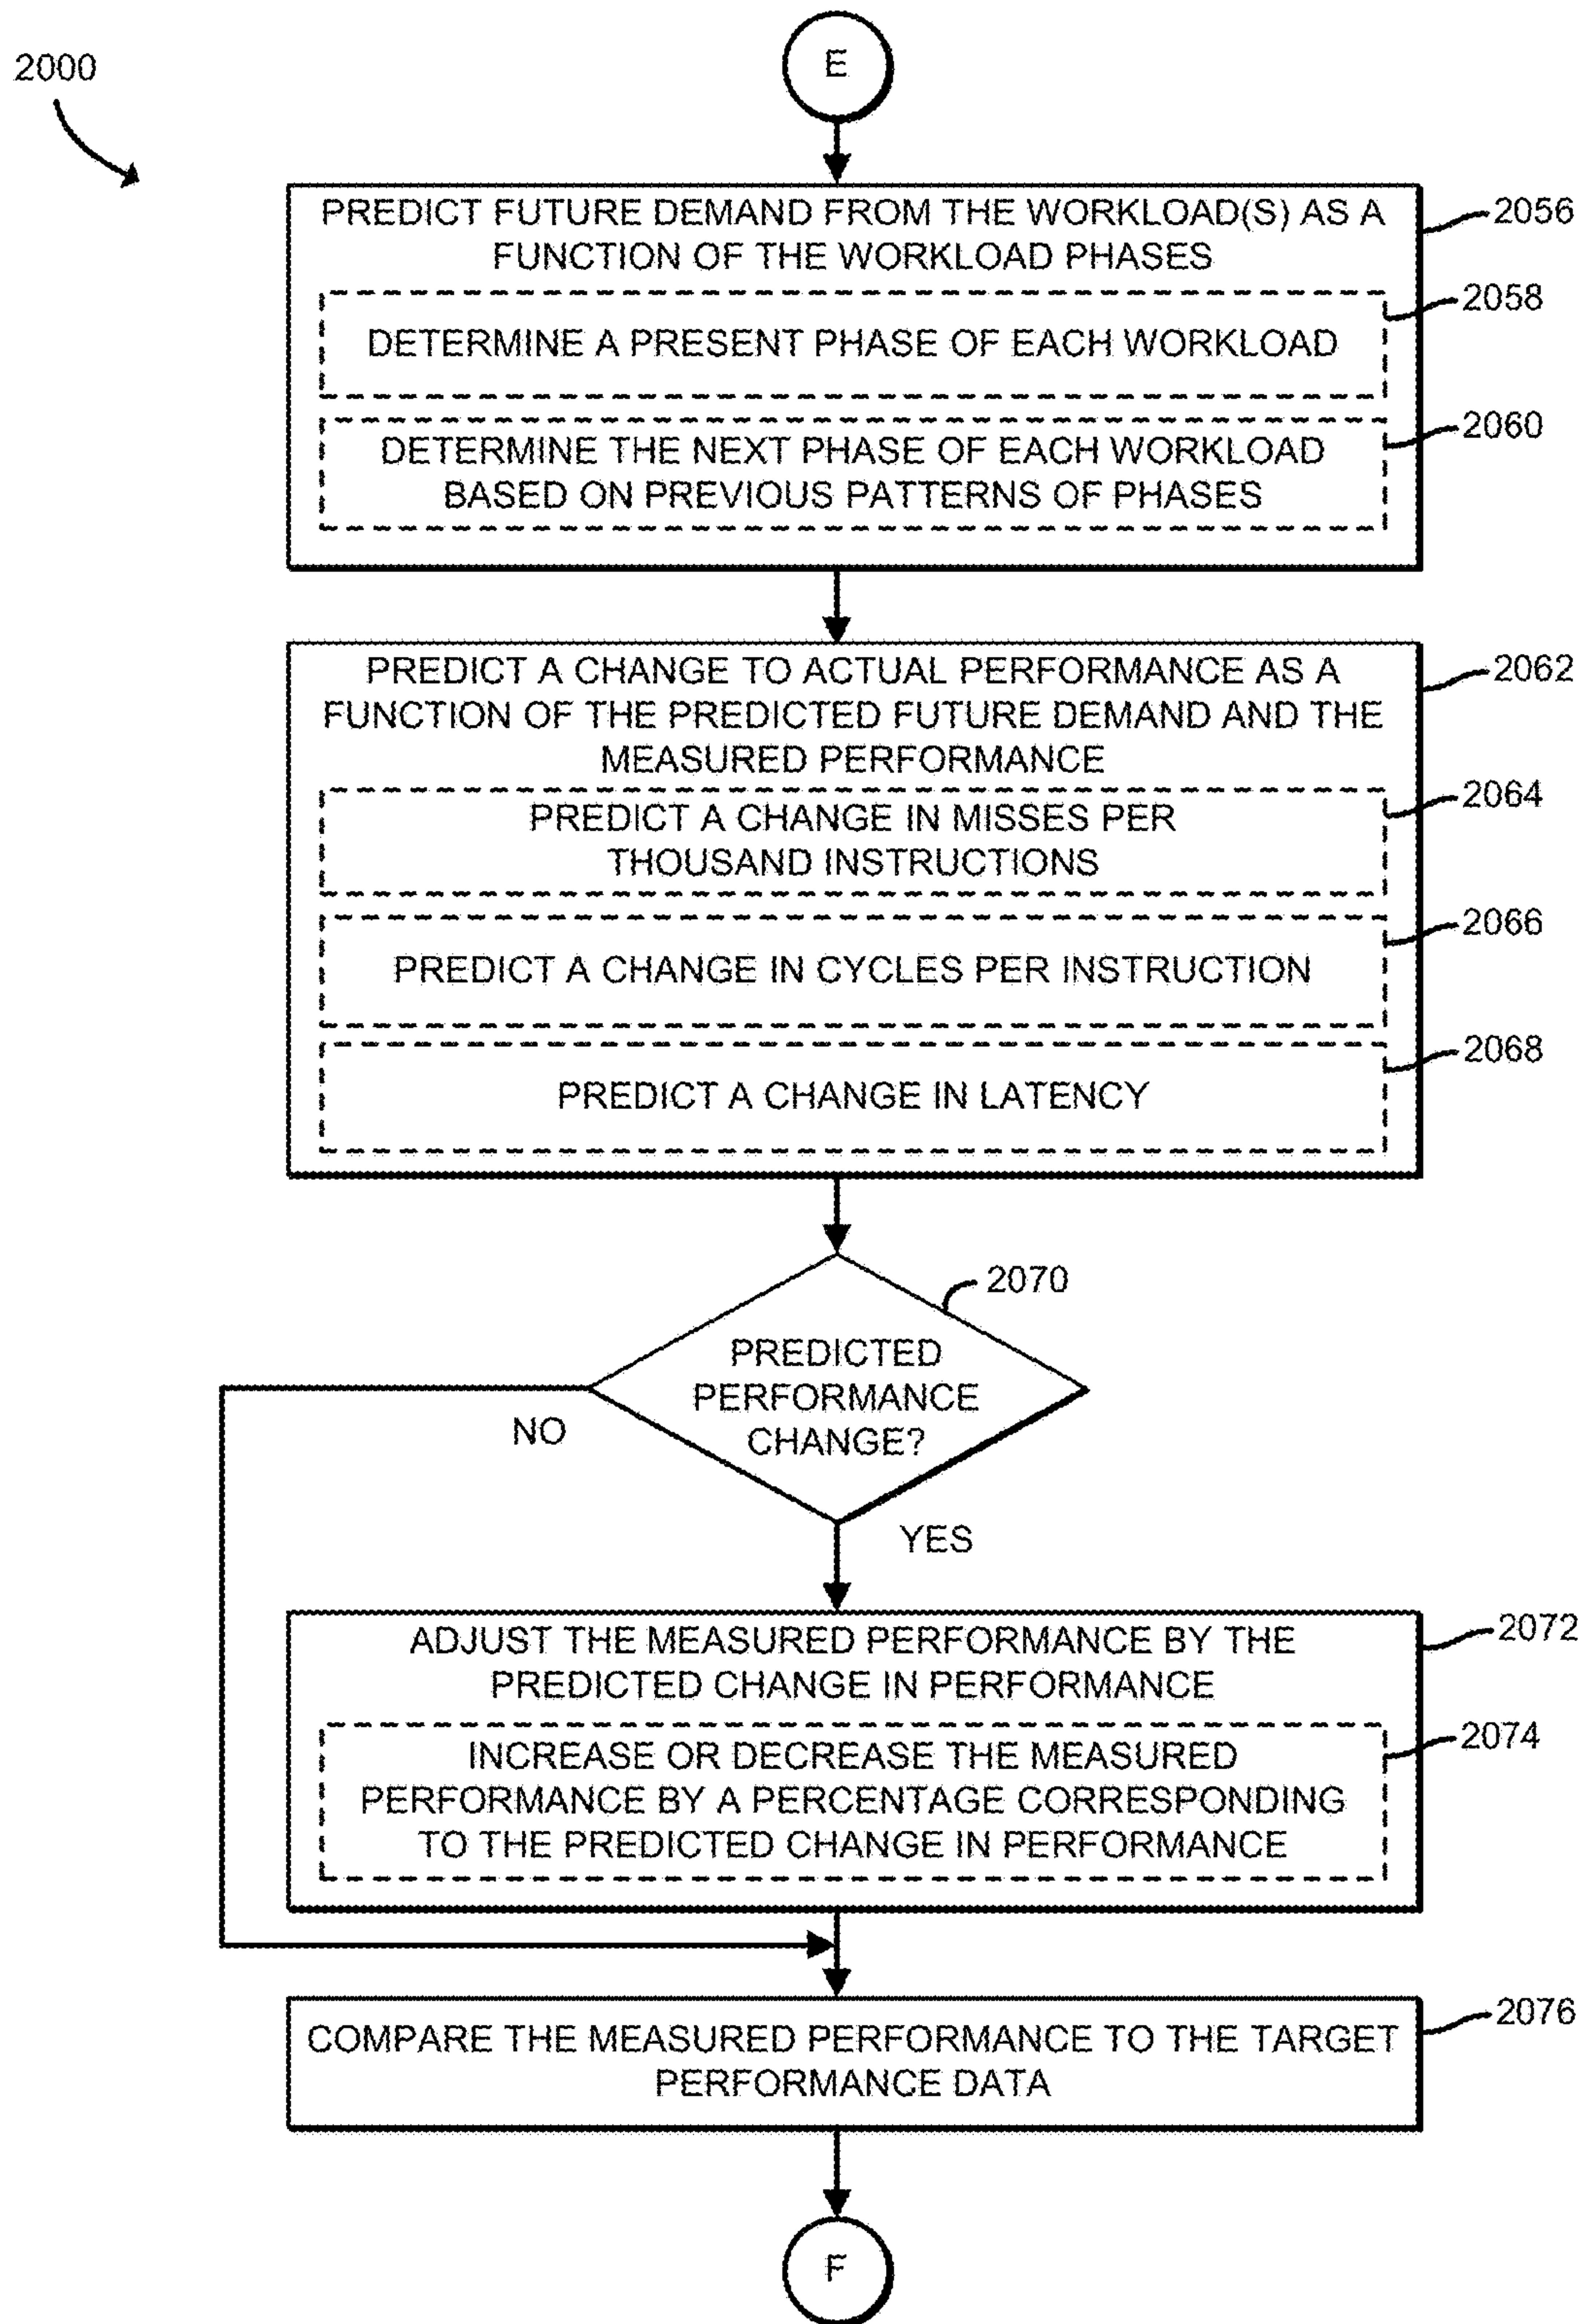 E
2000
PREDICT FUTURE DEMAND FROM THE WORKLOAD(S) AS A
FUNCTION OF THE WORKLOAD PHASES
2056
DETERMINE A PRESENT PHASE OF EACH WORKLOAD
2058
DETERMINE THE NEXT PHASE OF EACH WORKLOAD
BASED ON PREVIOUS PATTERNS OF PHASES
2060
PREDICT A CHANGE TO ACTUAL PERFORMANCE AS A
FUNCTION OF THE PREDICTED FUTURE DEMAND AND THE
MEASURED PERFORMANCE
2062
PREDICT A CHANGE IN MISSES PER
THOUSAND INSTRUCTIONS
2064
PREDICT A CHANGE IN CYCLES PER INSTRUCTION
2066
PREDICT A CHANGE IN LATENCY
2068
2070
PREDICTED
PERFORMANCE
CHANGE?
NO
YES
ADJUST THE MEASURED PERFORMANCE BY THE
PREDICTED CHANGE IN PERFORMANCE
2072
INCREASE OR DECREASE THE MEASURED
PERFORMANCE BY A PERCENTAGE CORRESPONDING
TO THE PREDICTED CHANGE IN PERFORMANCE
2074
COMPARE THE MEASURED PERFORMANCE TO THE TARGET
PERFORMANCE DATA
2076
F